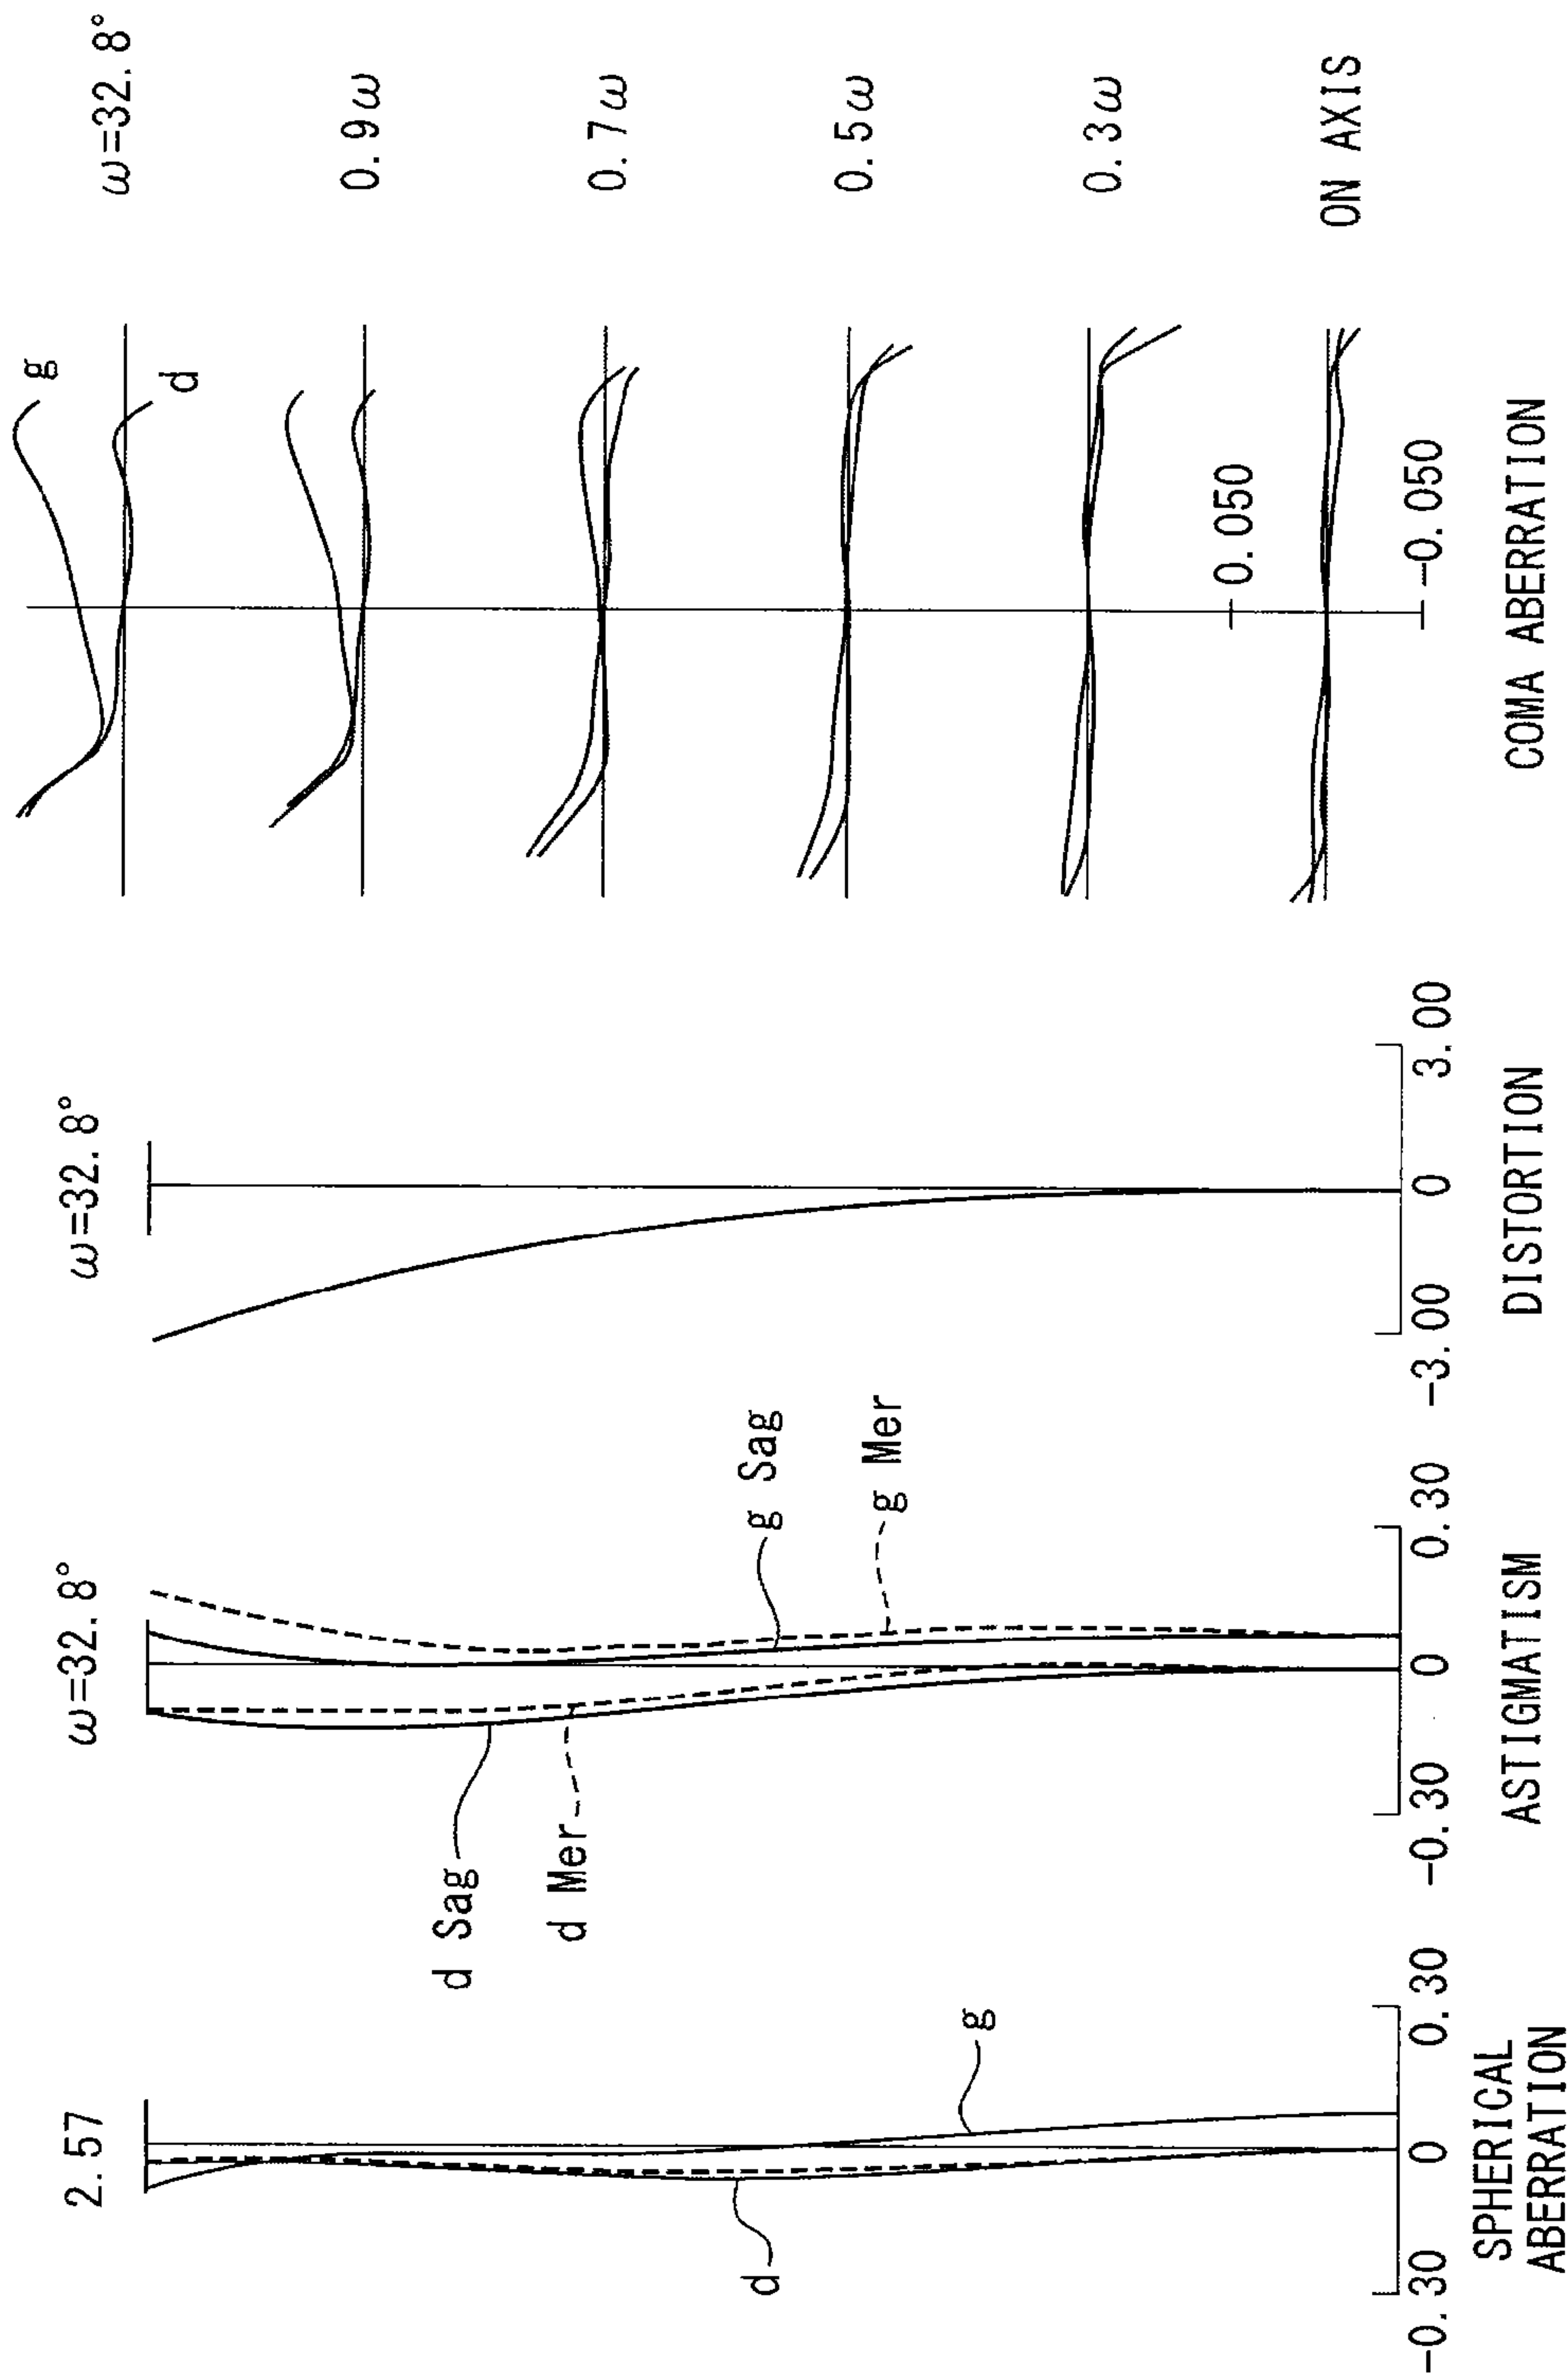 2.57
d
g
-0.30
0
0.30
SPHERICAL
ABERRATION
ω=32.8°
d Sag
d Mer
g Sag
g Mer
-0.30
0
0.30
ASTIGMATISM
ω=32.8°
-3.00
0
3.00
DISTORTION
g
d
ω=32.8°
0.9ω
0.7ω
0.5ω
0.3ω
0.050
ON AXIS
-0.050
COMA ABERRATION